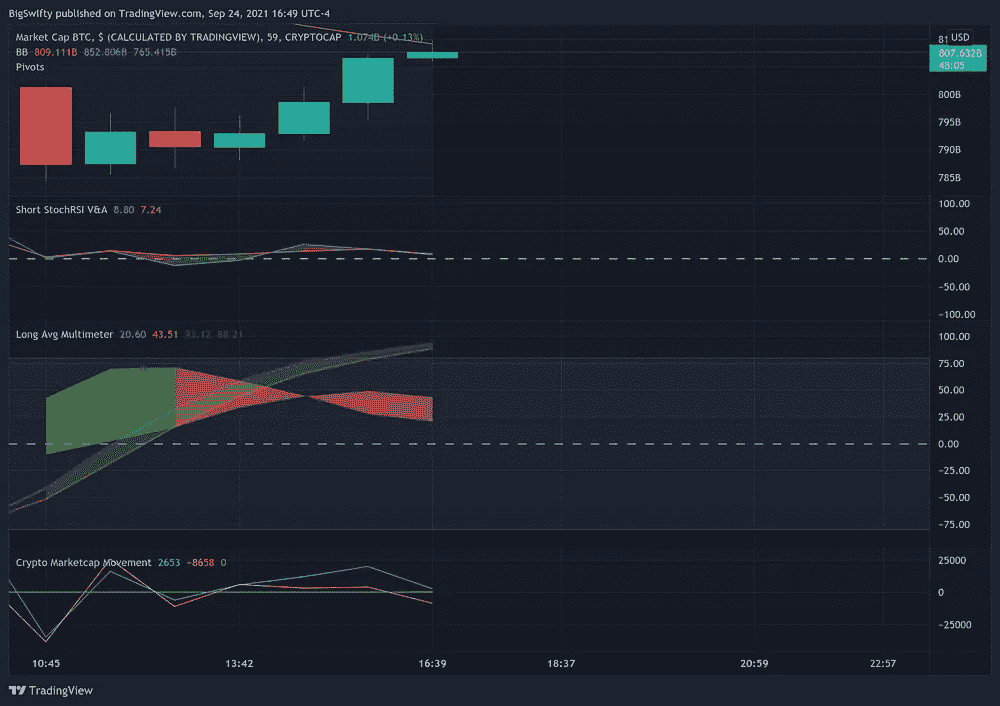 BigSwifty published on TradingView.com, Sep 24, 2021 16:49 UTC-4
Market Cap BTC, $ (CALCULATED BY TRADINGVIEW), 59, CRYPTOCAP 1.074B (+0.13%)
BB 809.111B 852.806B 765.415B
Pivots
81 USD
807.632B
48:05
800B
795B
790B
785B
Short StochRSI V&A 8.80 7.24
100.00
50.00
0.00
−50.00
−100.00
Long Avg Multimeter 20.60 43.51
100.00
75.00
50.00
25.00
0.00
−25.00
−50.00
−75.00
Crypto Marketcap Movement 2653 −8658 0
25000
0
−25000
10:45 13:42 16:39 18:37 20:59 22:57
TradingView